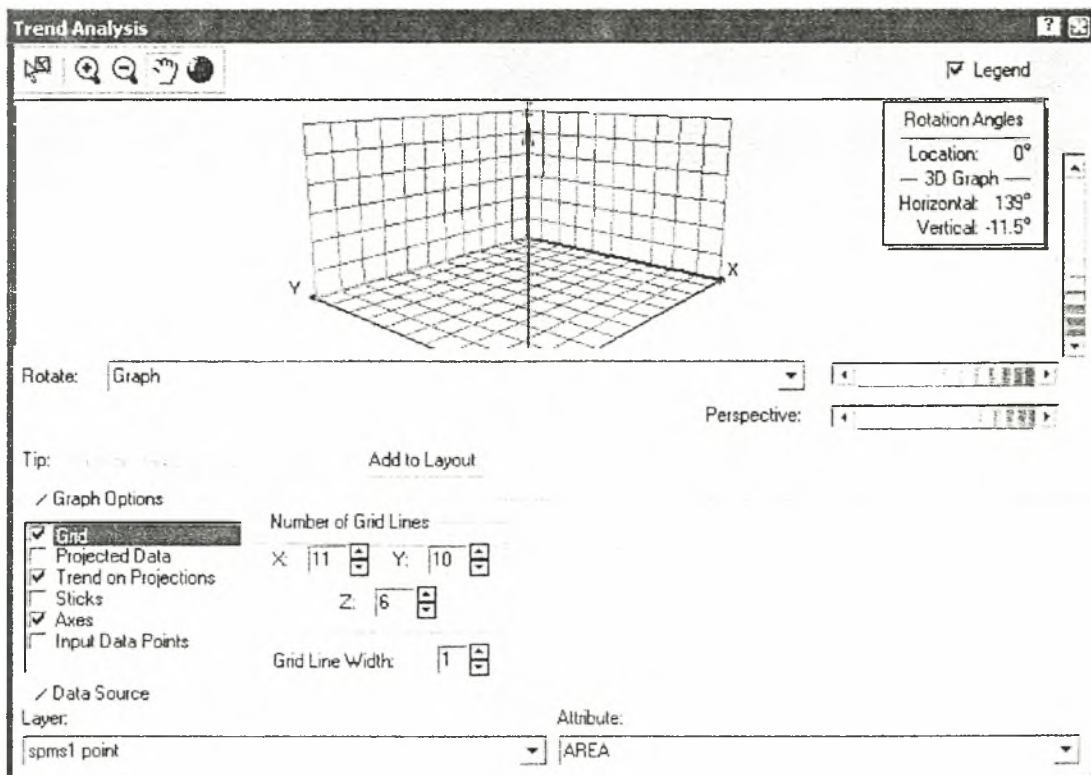 Trend Analysis
Legend
Rotation Angles
Location: 0°
3D Graph
Horizontal: 139°
Vertical: -11.5°
Y
X
Rotate: Graph
Perspective:
Tip:
Add to Layout
Graph Options
Grid
Projected Data
Trend on Projections
Sticks
Axes
Input Data Points
Number of Grid Lines
X: 11 Y: 10
Z: 6
Grid Line Width: 1
Data Source
Layer: Attribute:
spms1 point AREA